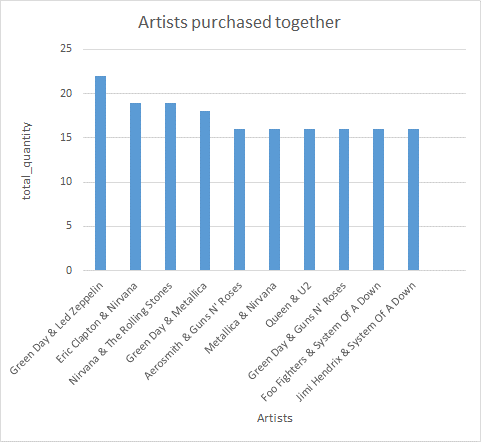 Artists purchased together
25
20
15
10
5
0
total_quantity
Green Day & Led Zeppelin
Eric Clapton & Nirvana
Nirvana & The Rolling Stones
Green Day & Metallica
Aerosmith & Guns N' Roses
Metallica & Nirvana
Queen & U2
Green Day & Guns N' Roses
Foo Fighters & System Of A Down
Jimi Hendrix & System Of A Down
Artists